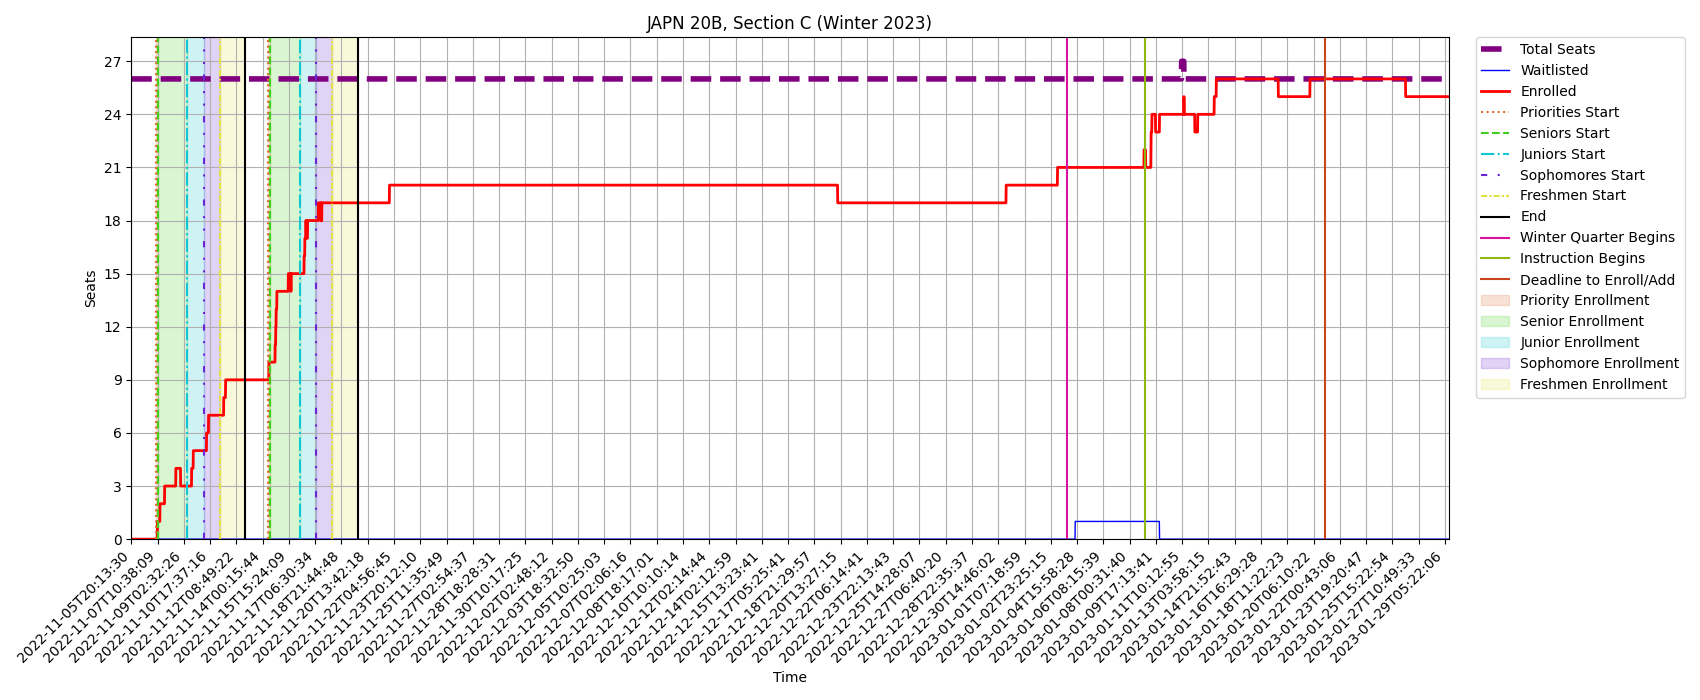 JAPN 20B, Section C (Winter 2023)
Seats
27
24
21
18
15
12
9
6
3
0
2022-11-05T20:13:30
2022-11-07T10:38:09
2022-11-09T02:32:26
2022-11-10T17:37:16
2022-11-12T08:49:22
2022-11-14T00:15:44
2022-11-15T15:24:09
2022-11-17T06:30:34
2022-11-18T21:44:48
2022-11-20T13:42:18
2022-11-22T04:56:45
2022-11-23T20:12:10
2022-11-25T11:35:49
2022-11-27T02:54:37
2022-11-28T18:28:31
2022-11-30T10:17:25
2022-12-02T02:48:12
2022-12-03T18:32:50
2022-12-05T10:25:03
2022-12-07T02:06:16
2022-12-08T18:17:01
2022-12-10T10:10:14
2022-12-12T02:14:44
2022-12-14T02:12:59
2022-12-15T13:23:41
2022-12-17T05:25:41
2022-12-18T21:29:57
2022-12-20T13:27:15
2022-12-22T06:14:41
2022-12-23T22:13:43
2022-12-25T14:28:07
2022-12-27T06:40:20
2022-12-28T22:35:37
2022-12-30T14:46:02
2023-01-01T07:18:59
2023-01-02T23:25:15
2023-01-04T15:58:28
2023-01-06T08:15:39
2023-01-08T00:31:40
2023-01-09T17:13:41
2023-01-11T10:12:55
2023-01-13T03:58:15
2023-01-14T21:52:43
2023-01-16T16:29:28
2023-01-18T11:22:23
2023-01-20T06:10:22
2023-01-22T00:43:06
2023-01-23T19:20:47
2023-01-25T15:22:54
2023-01-27T10:49:33
2023-01-29T05:22:06
Time
Total Seats
Waitlisted
Enrolled
Priorities Start
Seniors Start
Juniors Start
Sophomores Start
Freshmen Start
End
Winter Quarter Begins
Instruction Begins
Deadline to Enroll/Add
Priority Enrollment
Senior Enrollment
Junior Enrollment
Sophomore Enrollment
Freshmen Enrollment